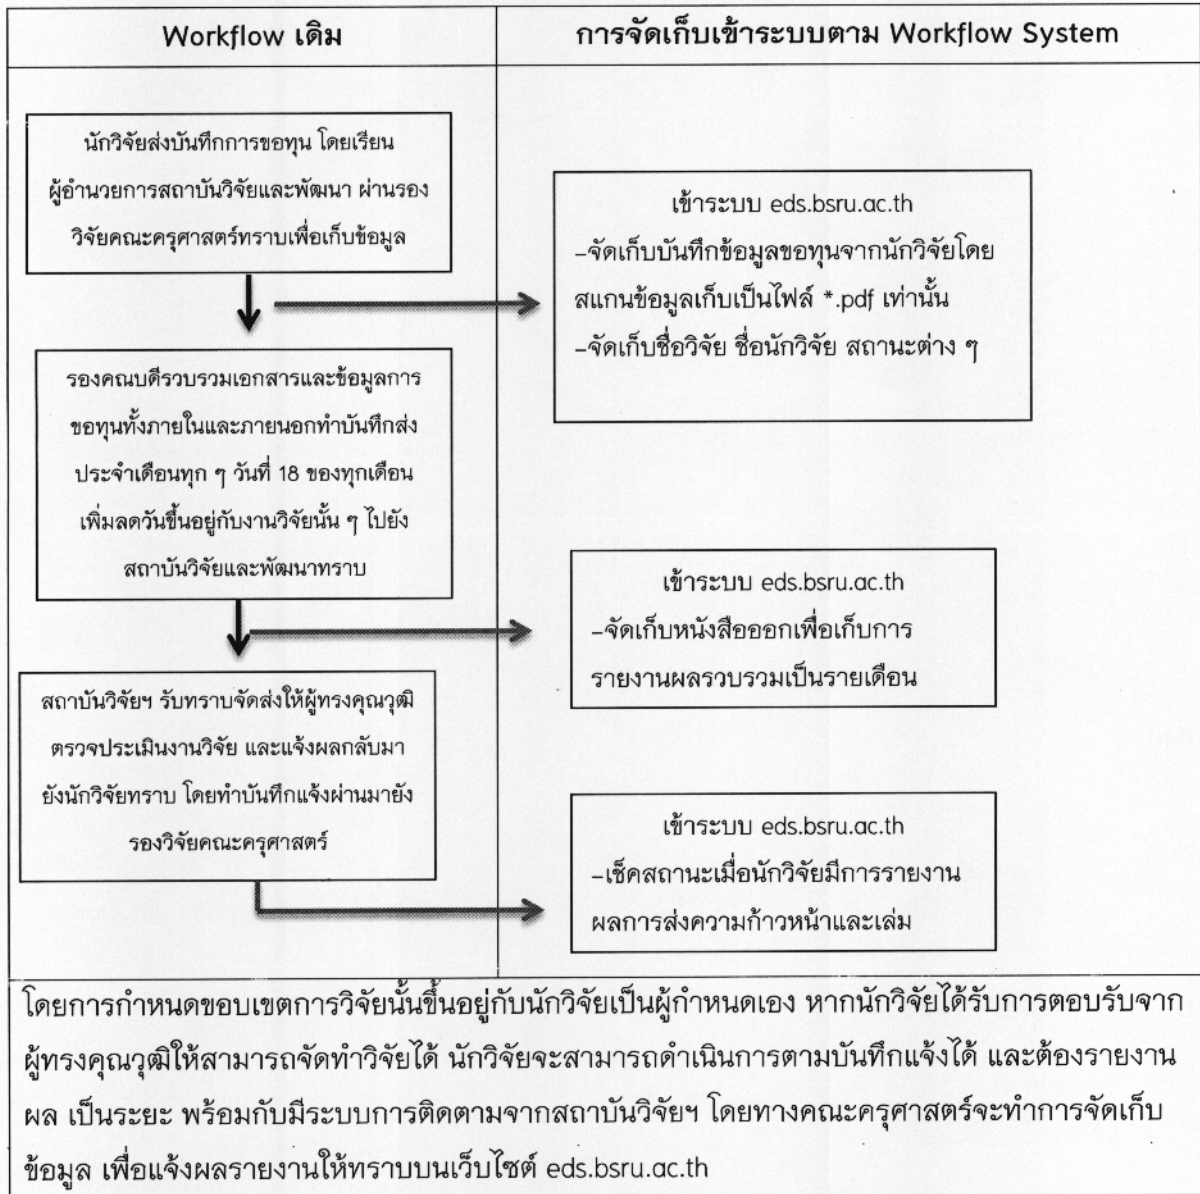 Workflow เดิม
การจัดเก็บเข้าระบบตาม Workflow System
นักวิจัยส่งบันทึกการขอทุน โดยเรียน
ผู้อำนวยการสถาบันวิจัยและพัฒนา ผ่านรอง
วิจัยคณะครุศาสตร์ทราบเพื่อเก็บข้อมูล
เข้าระบบ eds.bsru.ac.th
-จัดเก็บบันทึกข้อมูลขอทุนจากนักวิจัยโดย
สแกนข้อมูลเก็บเป็นไฟล์ *.pdf เท่านั้น
-จัดเก็บชื่อวิจัย ชื่อนักวิจัย สถานะต่าง ๆ
รองคณบดีรวบรวมเอกสารและข้อมูลการ
ขอทุนทั้งภายในและภายนอกทำบันทึกส่ง
ประจำเดือนทุก ๆ วันที่ 18 ของทุกเดือน
เพิ่มลดวันขึ้นอยู่กับงานวิจัยนั้น ๆ ไปยัง
สถาบันวิจัยและพัฒนาทราบ
เข้าระบบ eds.bsru.ac.th
-จัดเก็บหนังสือออกเพื่อเก็บการ
รายงานผลรวบรวมเป็นรายเดือน
สถาบันวิจัยฯ รับทราบจัดส่งให้ผู้ทรงคุณวุฒิ
ตรวจประเมินงานวิจัย และแจ้งผลกลับมา
ยังนักวิจัยทราบ โดยทำบันทึกแจ้งผ่านมายัง
รองวิจัยคณะครุศาสตร์
เข้าระบบ eds.bsru.ac.th
-เช็คสถานะเมื่อนักวิจัยมีการรายงาน
ผลการส่งความก้าวหน้าและเล่ม
โดยการกำหนดขอบเขตการวิจัยนั้นขึ้นอยู่กับนักวิจัยเป็นผู้กำหนดเอง หากนักวิจัยได้รับการตอบรับจาก
ผู้ทรงคุณวุฒิให้สามารถจัดทำวิจัยได้ นักวิจัยจะสามารถดำเนินการตามบันทึกแจ้งได้ และต้องรายงาน
ผล เป็นระยะ พร้อมกับมีระบบการติดตามจากสถาบันวิจัยฯ โดยทางคณะครุศาสตร์จะทำการจัดเก็บ
ข้อมูล เพื่อแจ้งผลรายงานให้ทราบบนเว็บไซต์ eds.bsru.ac.th